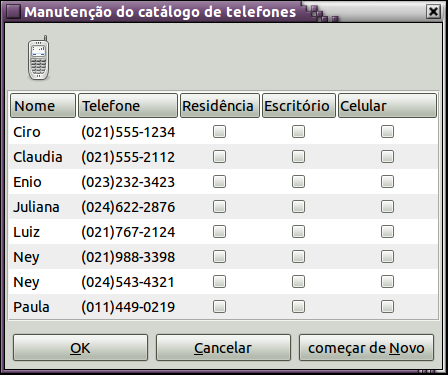 Manutenção do catálogo de telefones
Nome Telefone Residência Escritório Celular
Ciro (021)555-1234
Claudia (021)555-2112
Enio (023)232-3423
Juliana (024)622-2876
Luiz (021)767-2124
Ney (021)988-3398
Ney (024)543-4321
Paula (011)449-0219
OK Cancelar começar de Novo